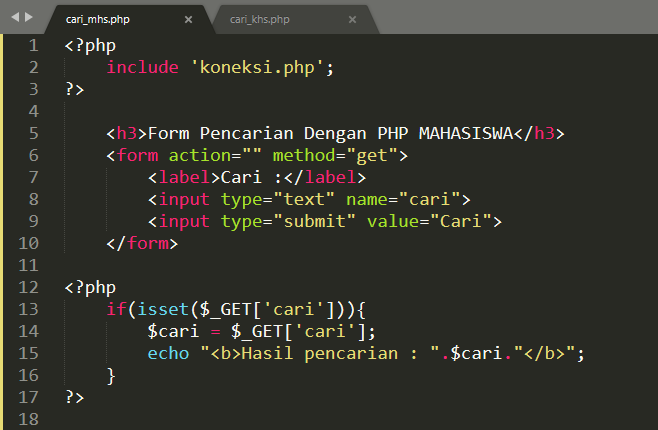 cari_mhs.php × cari_khs.php ×
1 <?php
2     include 'koneksi.php';
3 ?>
4
5     <h3>Form Pencarian Dengan PHP MAHASISWA</h3>
6     <form action="" method="get">
7         <label>Cari :</label>
8         <input type="text" name="cari">
9         <input type="submit" value="Cari">
10     </form>
11
12 <?php
13     if(isset($_GET['cari'])){
14         $cari = $_GET['cari'];
15         echo "<b>Hasil pencarian : ".$cari."</b>";
16     }
17 ?>
18